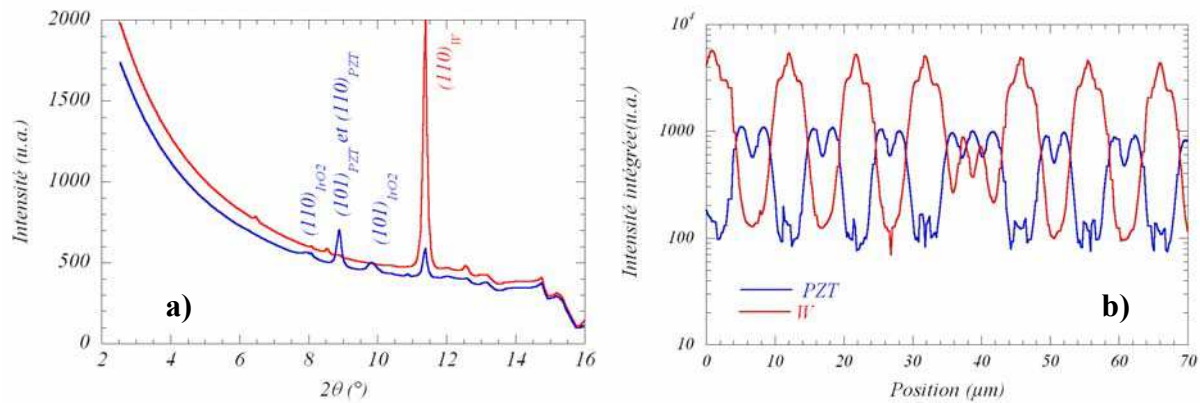 2000
1500
1000
500
0
Intensité (u.a.)
(110)IrO2
(101)PZT et (110)PZT
(101)IrO2
(110)W
a)
2 4 6 8 10 12 14 16
2θ (°)
10⁴
1000
100
10
Intensité intégrée(u.a.)
PZT
W
b)
0 10 20 30 40 50 60 70
Position (µm)